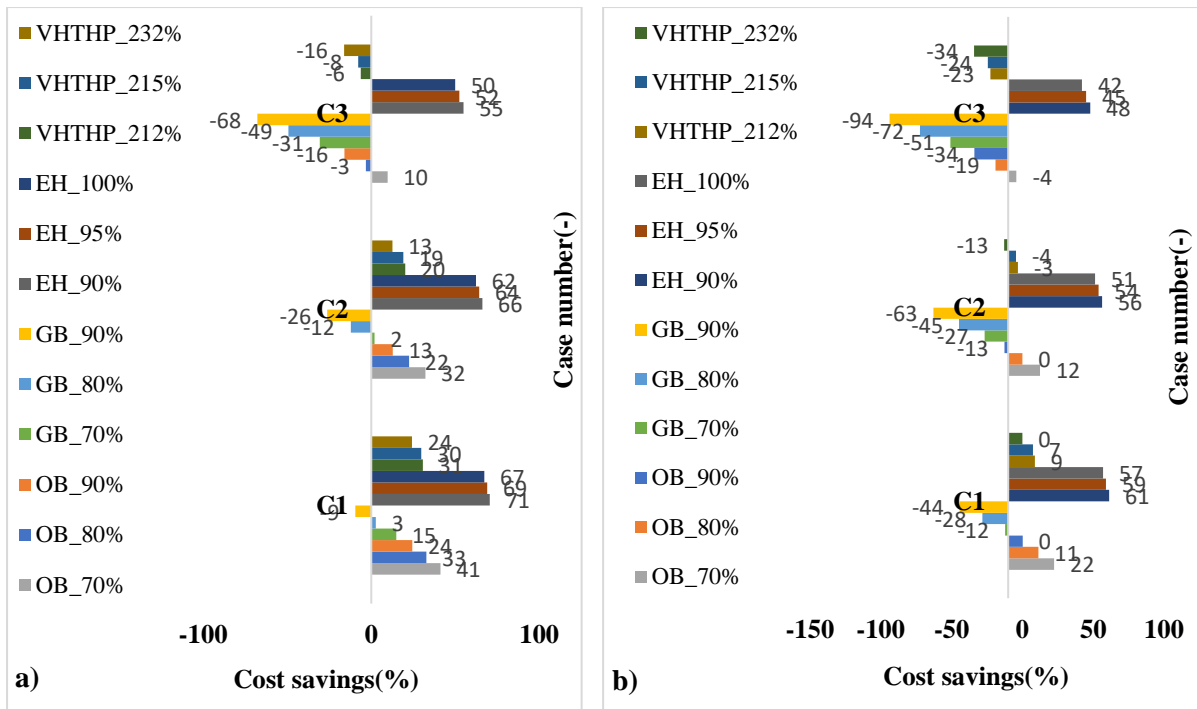 VHTHP_232%
VHTHP_215%
VHTHP_212%
EH_100%
EH_95%
EH_90%
GB_90%
GB_80%
GB_70%
OB_90%
OB_80%
OB_70%
-16
-8
-6
50
52
55
C3
-68
-49
-31
-16
-3
10
13
19
20
62
64
66
C2
-26
-12
2
13
22
32
24
30
31
67
69
71
C1
-9
3
15
24
33
41
Case number(-)
-100 0 100
Cost savings(%)
a)
VHTHP_232%
VHTHP_215%
VHTHP_212%
EH_100%
EH_95%
EH_90%
GB_90%
GB_80%
GB_70%
OB_90%
OB_80%
OB_70%
-34
-24
-23
42
45
48
C3
-94
-72
-51
-34
-19
-4
-13
-4
-3
51
54
56
C2
-63
-45
-27
-13
0
12
0
7
9
57
59
61
C1
-44
-28
-12
0
11
22
Case number(-)
-150 -100 -50 0 50 100
Cost savings(%)
b)